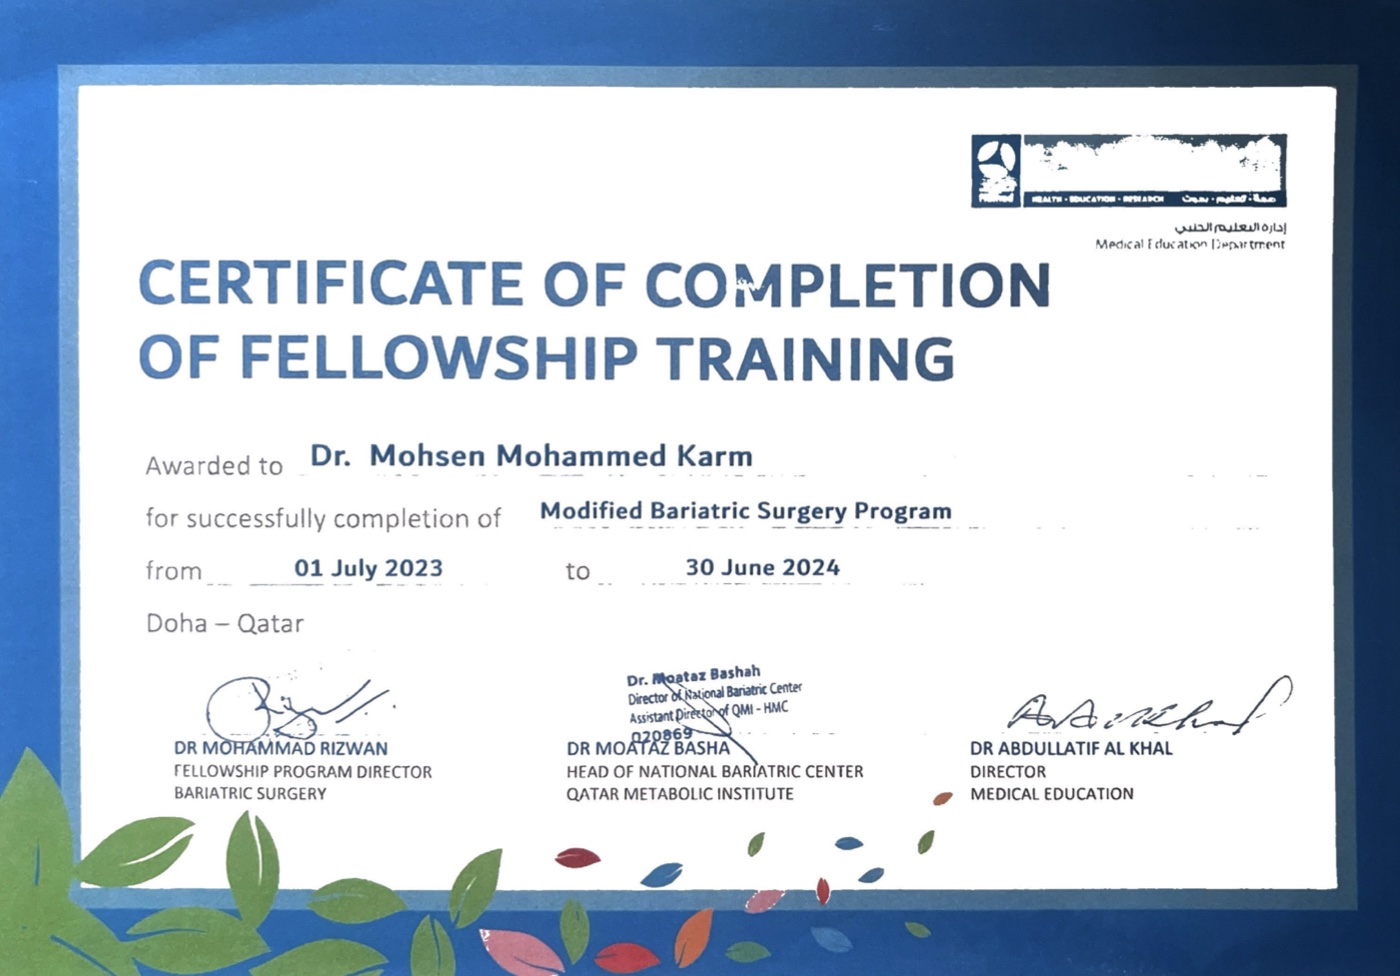 HEALTH · EDUCATION · RESEARCH صحة · تعليم · بحوث
إدارة التعليم الطبي
Medical Education Department
CERTIFICATE OF COMPLETION
OF FELLOWSHIP TRAINING
Awarded to Dr. Mohsen Mohammed Karm
for successfully completion of Modified Bariatric Surgery Program
from 01 July 2023 to 30 June 2024
Doha – Qatar
Dr. Moataz Bashah
Director of National Bariatric Center
Assistant Director of QMI - HMC
020869
DR MOHAMMAD RIZWAN
FELLOWSHIP PROGRAM DIRECTOR
BARIATRIC SURGERY
DR MOATAZ BASHA
HEAD OF NATIONAL BARIATRIC CENTER
QATAR METABOLIC INSTITUTE
DR ABDULLATIF AL KHAL
DIRECTOR
MEDICAL EDUCATION